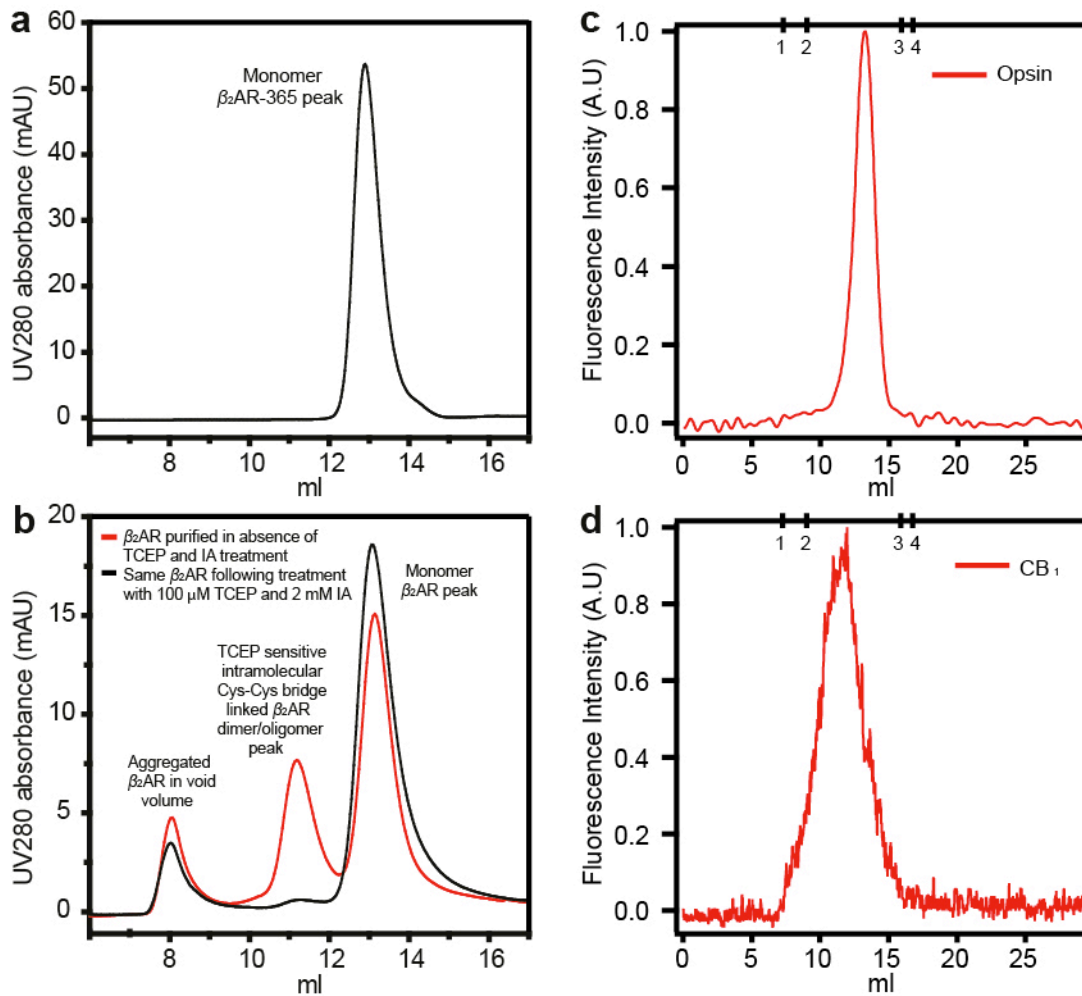 a
UV280 absorbance (mAU)
60
50
40
30
20
10
0
Monomer
β₂AR-365 peak
8
10
12
14
16
ml
b
UV280 absorbance (mAU)
20
15
10
5
0
β₂AR purified in absence of
TCEP and IA treatment
Same β₂AR following treatment
with 100 μM TCEP and 2 mM IA
Monomer
β₂AR peak
TCEP sensitive
intramolecular
Cys-Cys bridge
linked β₂AR
dimer/oligomer
peak
Aggregated
β₂AR in void
volume
8
10
12
14
16
ml
c
Fluorescence Intensity (A.U)
1.0
0.8
0.6
0.4
0.2
0.0
1
2
3
4
Opsin
0
5
10
15
20
25
ml
d
Fluorescence Intensity (A.U)
1.0
0.8
0.6
0.4
0.2
0.0
1
2
3
4
CB ₁
0
5
10
15
20
25
ml